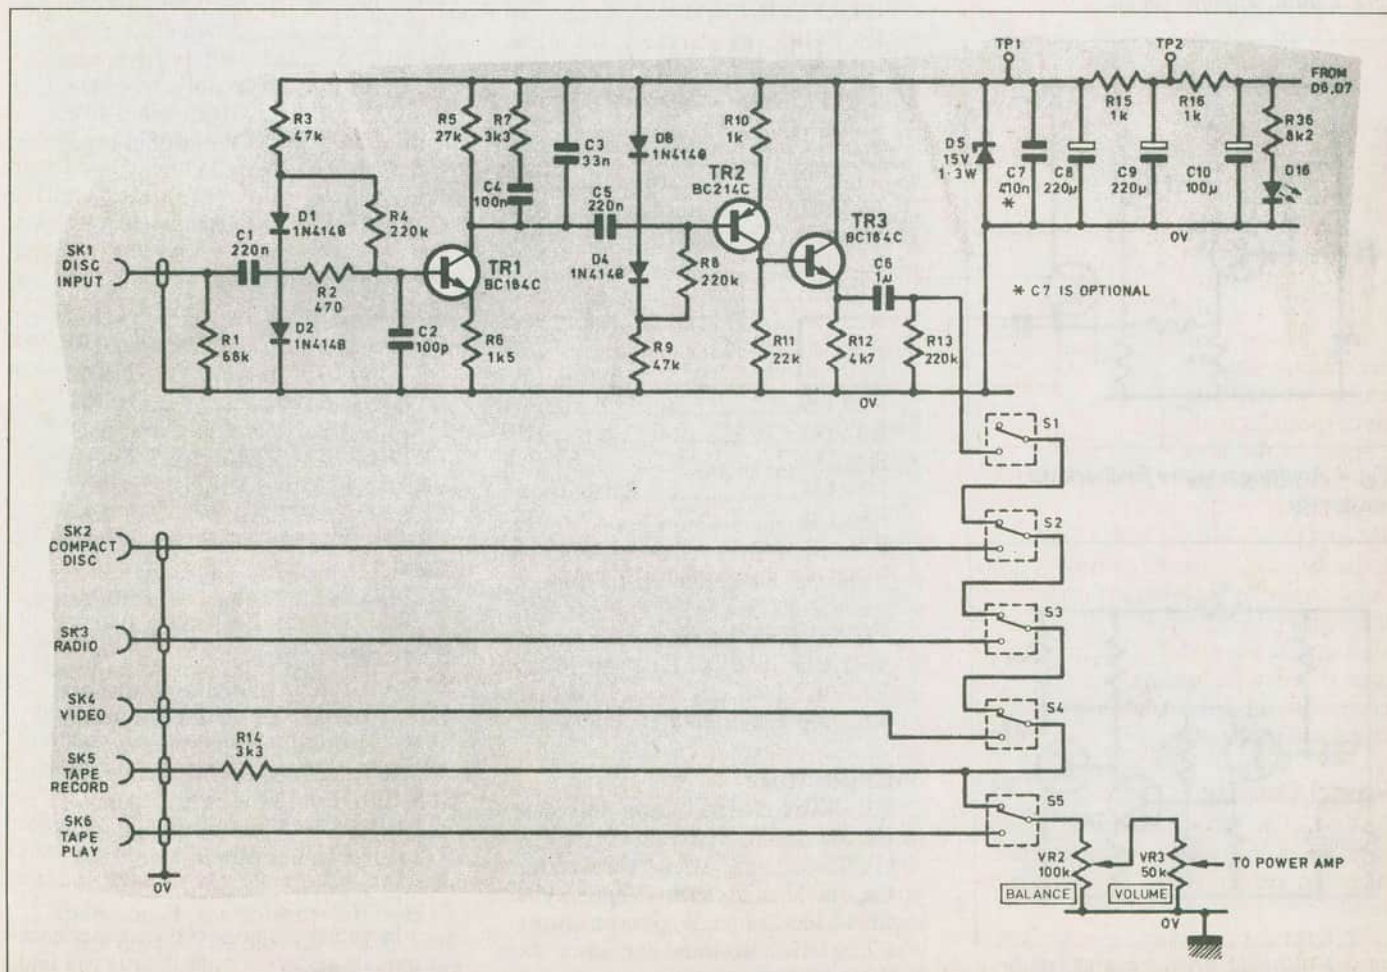 TP1
TP2
FROM
D6,D7
R3
47k
R5
27k
R7
3k3
C3
33n
D8
1N4148
R10
1k
R15
1k
R16
1k
R36
8k2
D5
15V
1·3W
C7
470n
*
C8
220µ
C9
220µ
C10
100µ
D16
C4
100n
C5
220n
TR2
BC214C
TR3
BC184C
D1
1N4148
R4
220k
SK1
DISC
INPUT
C1
220n
R2
470
TR1
BC184C
D4
1N4148
R8
220k
C6
1µ
0V
* C7 IS OPTIONAL
R1
68k
D2
1N4148
C2
100p
R6
1k5
R9
47k
R11
22k
R12
4k7
R13
220k
0V
S1
SK2
COMPACT
DISC
S2
SK3
RADIO
S3
SK4
VIDEO
S4
R14
3k3
SK5
TAPE
RECORD
S5
SK6
TAPE
PLAY
0V
VR2
100k
BALANCE
VR3
50k
VOLUME
TO POWER AMP
0V